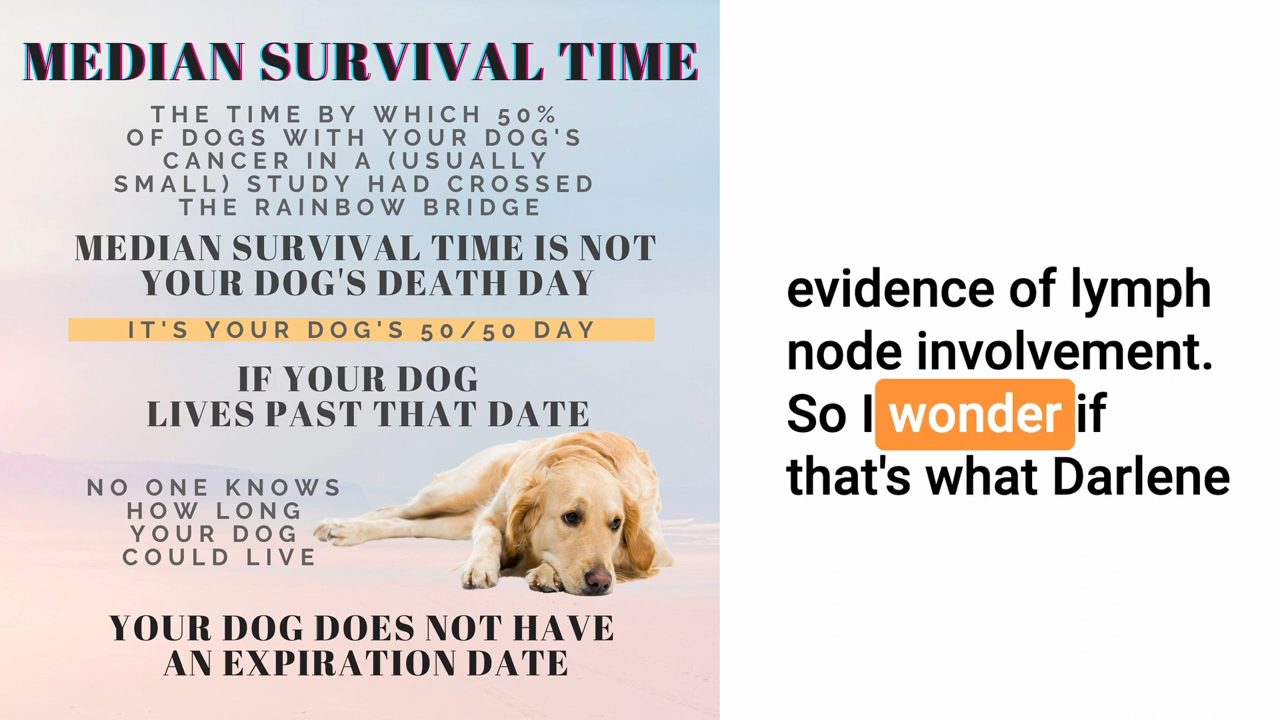 MEDIAN SURVIVAL TIME
THE TIME BY WHICH 50%
OF DOGS WITH YOUR DOG'S
CANCER IN A (USUALLY
SMALL) STUDY HAD CROSSED
THE RAINBOW BRIDGE
MEDIAN SURVIVAL TIME IS NOT
YOUR DOG'S DEATH DAY
IT'S YOUR DOG'S 50/50 DAY
IF YOUR DOG
LIVES PAST THAT DATE
NO ONE KNOWS
HOW LONG
YOUR DOG
COULD LIVE
YOUR DOG DOES NOT HAVE
AN EXPIRATION DATE
evidence of lymph
node involvement.
So I wonder if
that's what Darlene